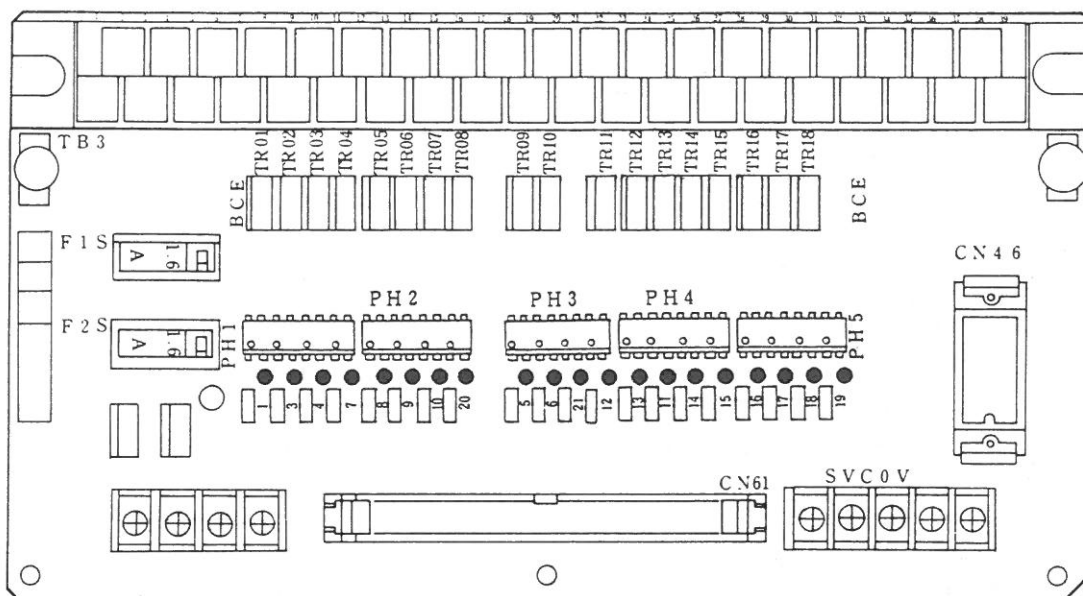 TB3
TR01 TR02 TR03 TR04 TR05 TR06 TR07 TR08 TR09 TR10 TR11 TR12 TR13 TR14 TR15 TR16 TR17 TR18
BCE
BCE
F1S
A 1.6
CN46
F2S
A 1.6
PH1
PH2
PH3
PH4
PH5
1 3 4 7 8 9 10 20 5 6 21 12 13 11 14 15 16 17 18 19
CN61
SVC0V